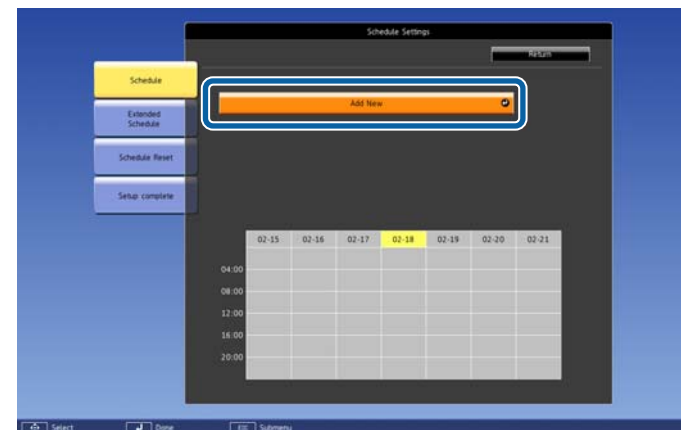 Schedule Settings
Return
Schedule
Add New
Extended
Schedule
Schedule Reset
Setup complete
02-15 02-16 02-17 02-18 02-19 02-20 02-21
04:00
08:00
12:00
16:00
20:00
Select Done Esc Submenu